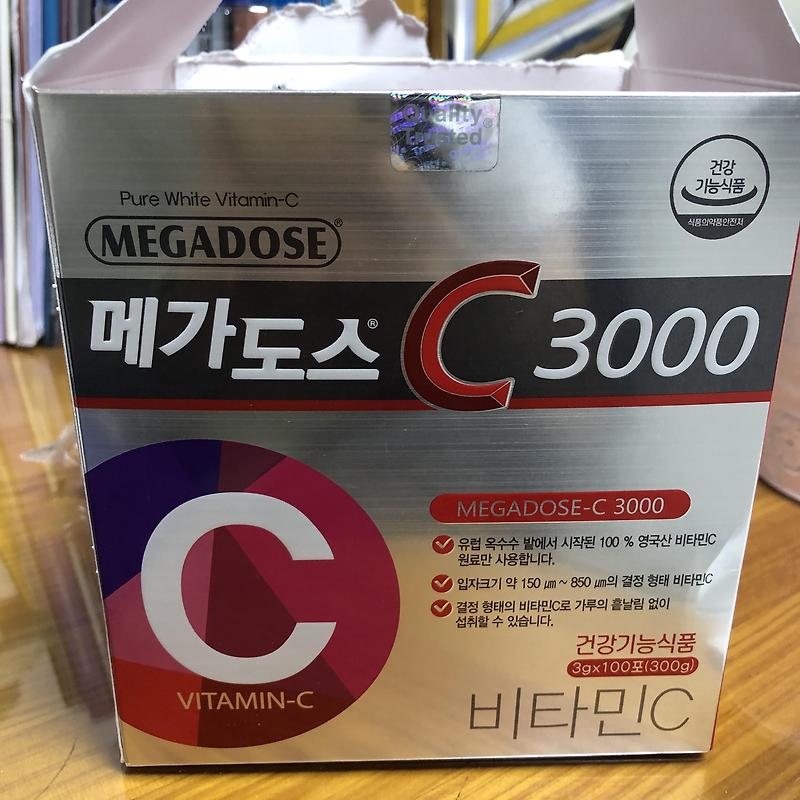 Quality
Trusted
건강
기능식품
식품의약품안전처
Pure White Vitamin-C
MEGADOSE®
메가도스® C 3000
C
VITAMIN-C
MEGADOSE-C 3000
유럽 옥수수 밭에서 시작된 100 % 영국산 비타민C
원료만 사용합니다.
입자크기 약 150 ㎛ ~ 850 ㎛의 결정 형태 비타민C
결정 형태의 비타민C로 가루의 흩날림 없이
섭취할 수 있습니다.
건강기능식품
3g×100포(300g)
비타민C